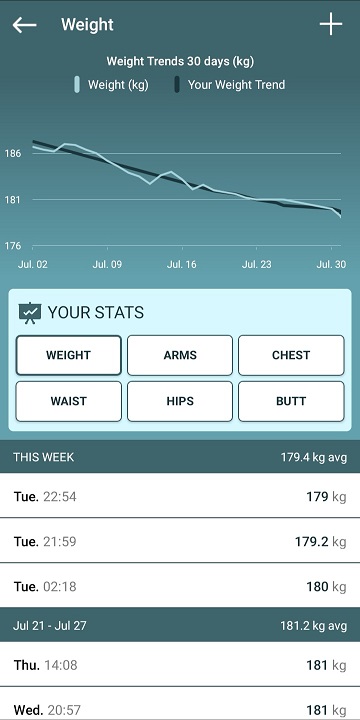 Weight
Weight Trends 30 days (kg)
Weight (kg) Your Weight Trend
186
181
176
Jul. 02 Jul. 09 Jul. 16 Jul. 23 Jul. 30
YOUR STATS
WEIGHT ARMS CHEST
WAIST HIPS BUTT
THIS WEEK 179.4 kg avg
Tue. 22:54 179 kg
Tue. 21:59 179.2 kg
Tue. 02:18 180 kg
Jul 21 - Jul 27 181.2 kg avg
Thu. 14:08 181 kg
Wed. 20:57 181 kg